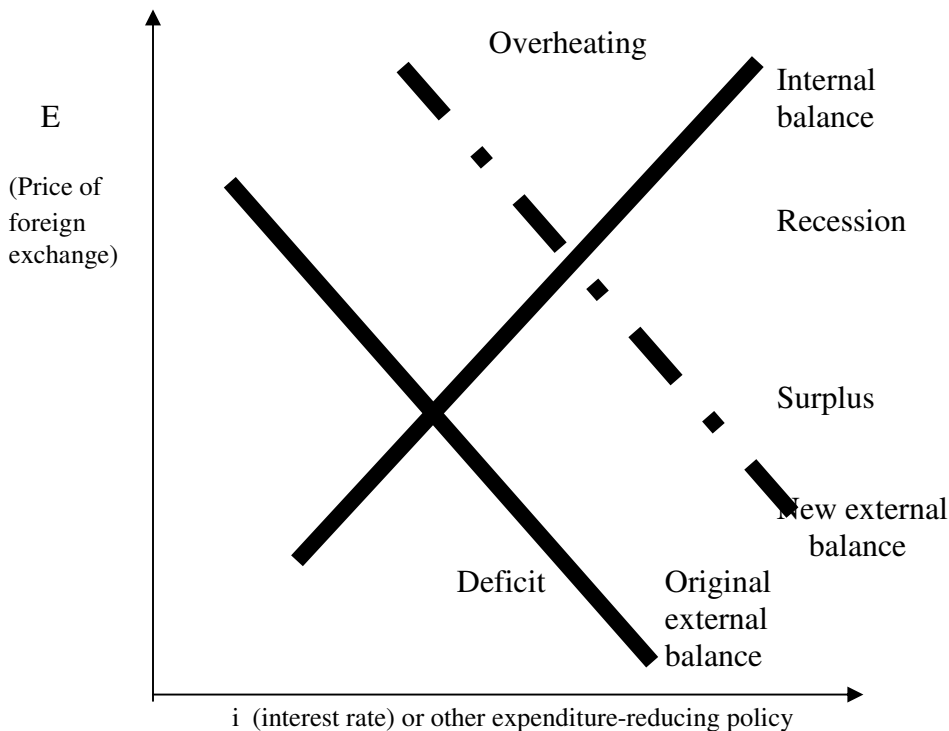 Overheating
Internal
balance
E
(Price of
foreign
exchange)
Recession
Surplus
New external
balance
Deficit
Original
external
balance
i (interest rate) or other expenditure-reducing policy